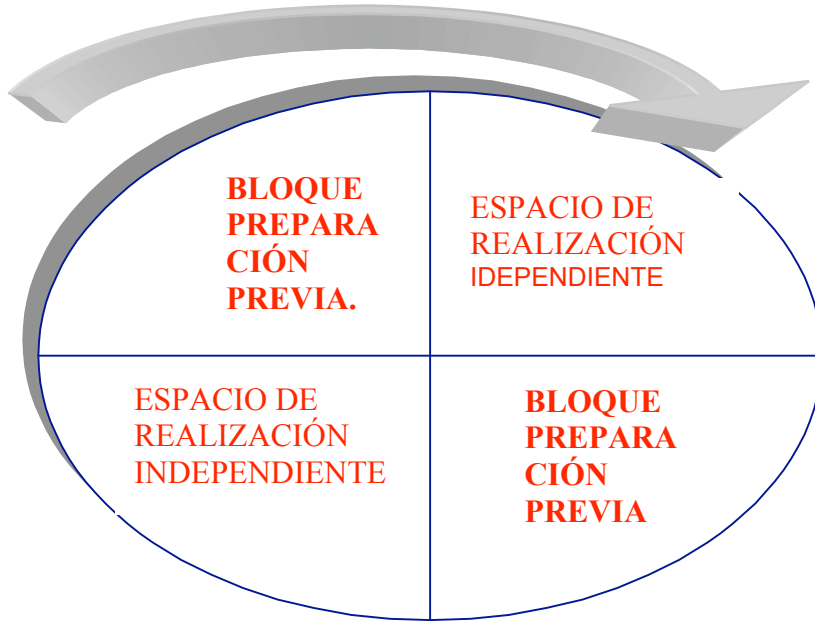 BLOQUE
PREPARA
CIÓN
PREVIA.
ESPACIO DE
REALIZACIÓN
IDEPENDIENTE
ESPACIO DE
REALIZACIÓN
INDEPENDIENTE
BLOQUE
PREPARA
CIÓN
PREVIA